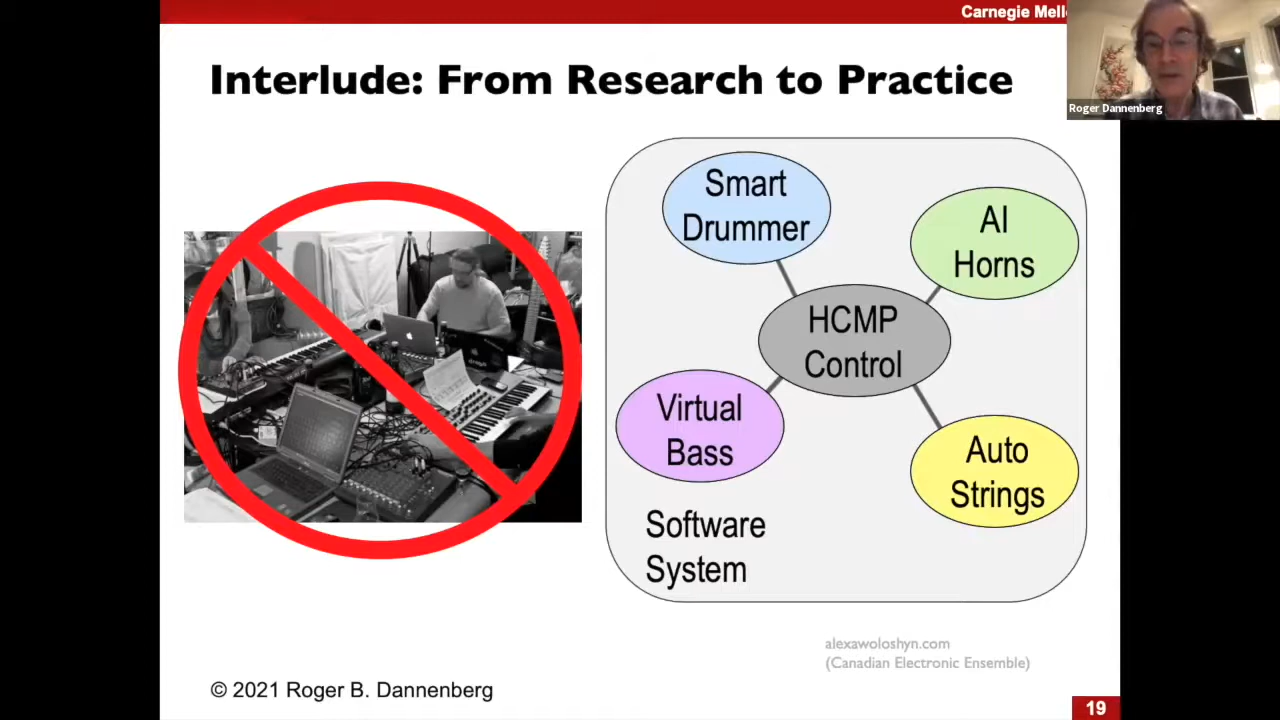 Carnegie Mell
Interlude: From Research to Practice
Roger Dannenberg
Smart
Drummer
AI
Horns
HCMP
Control
Virtual
Bass
Auto
Strings
Software
System
alexawoloshyn.com
(Canadian Electronic Ensemble)
© 2021 Roger B. Dannenberg
19